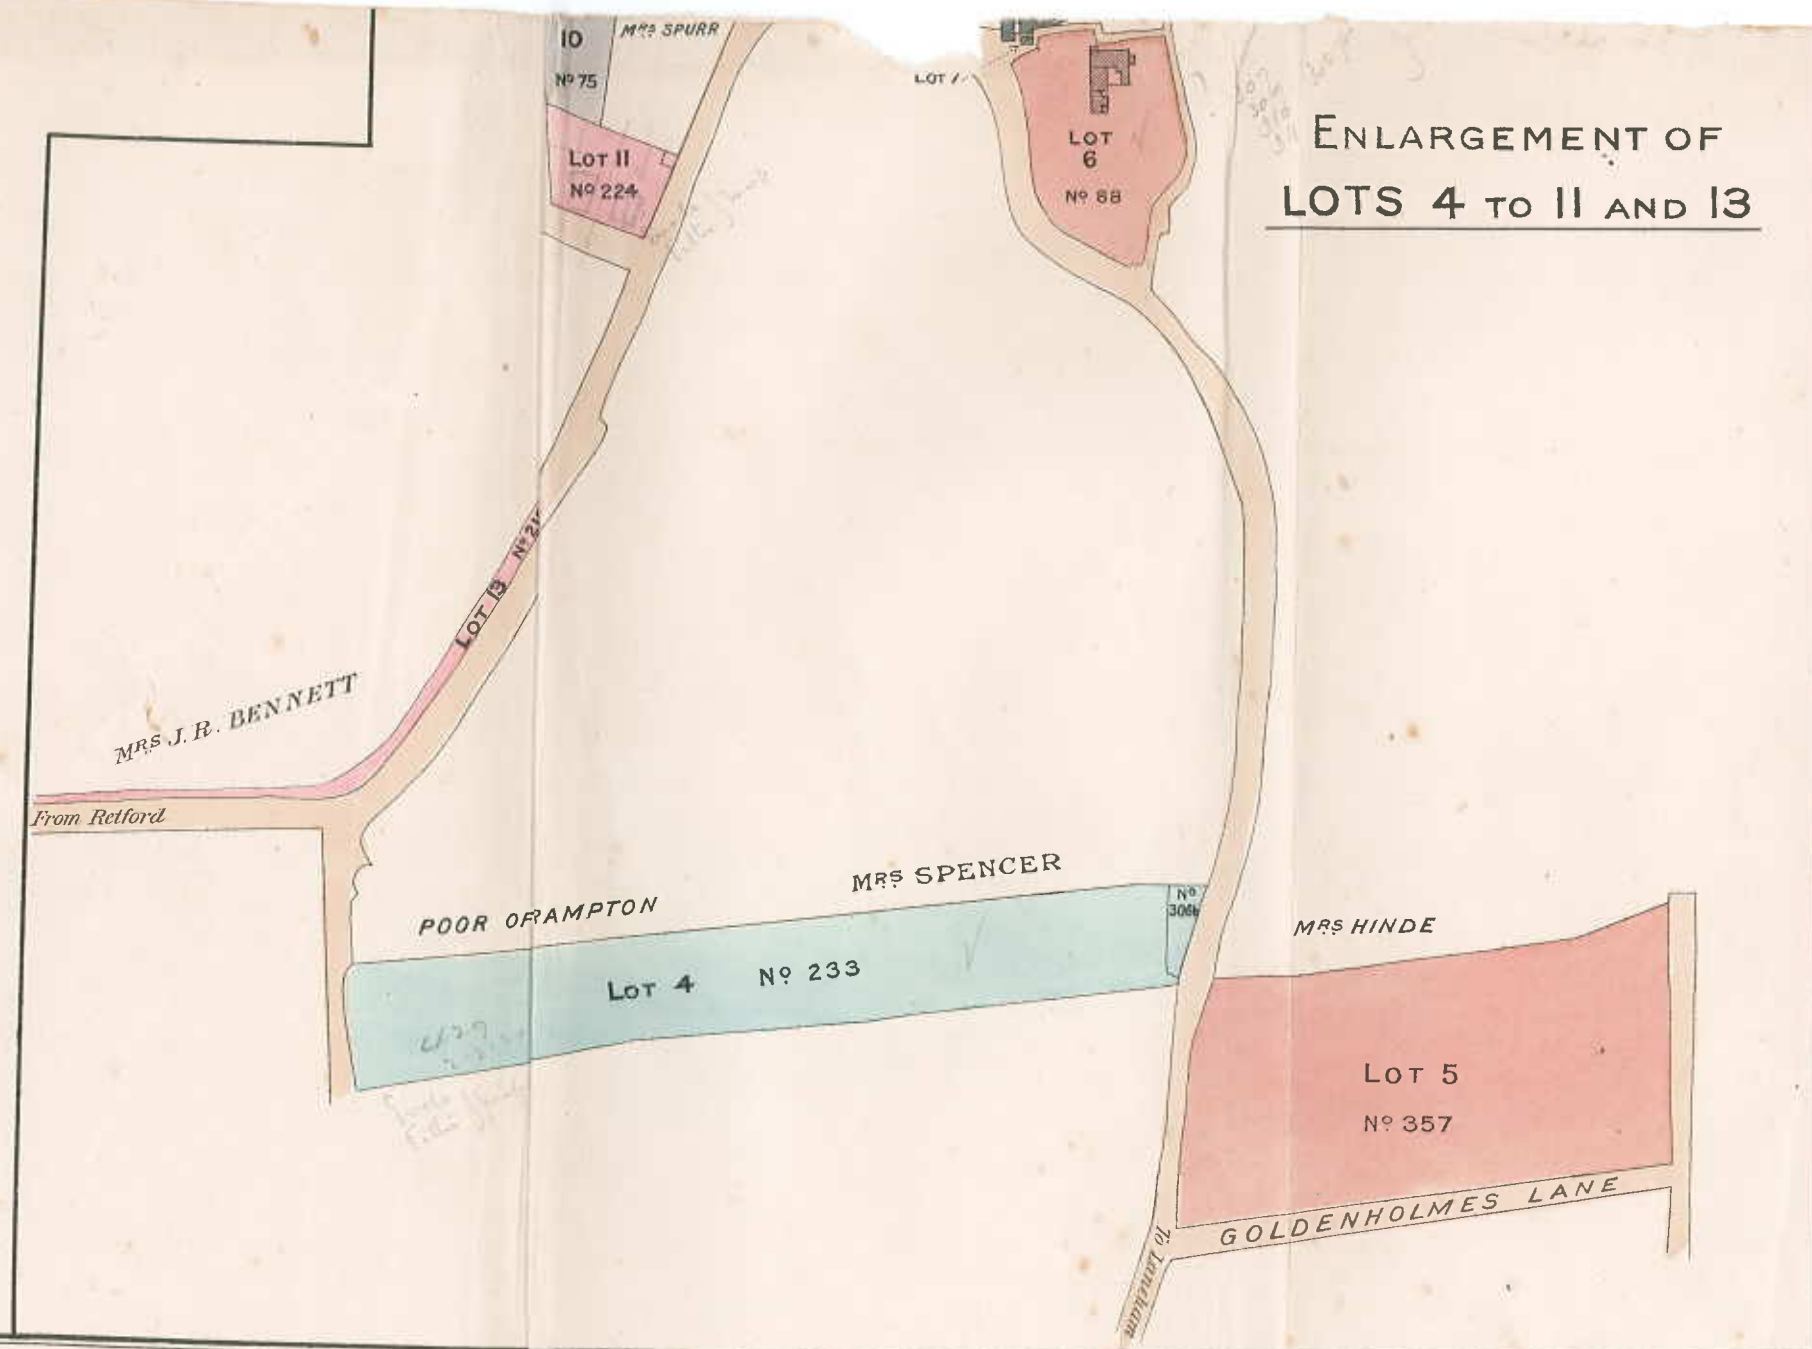 10
Nº 75
MRS SPURR
LOT 11
Nº 224
LOT 7
LOT
6
Nº 88
ENLARGEMENT OF
LOTS 4 TO 11 AND 13
LOT 13 Nº 21
MRS J. R. BENNETT
From Retford
POOR OF RAMPTON
MRS SPENCER
Nº
306b
LOT 4 Nº 233
MRS HINDE
LOT 5
Nº 357
GOLDENHOLMES LANE
To Laneham